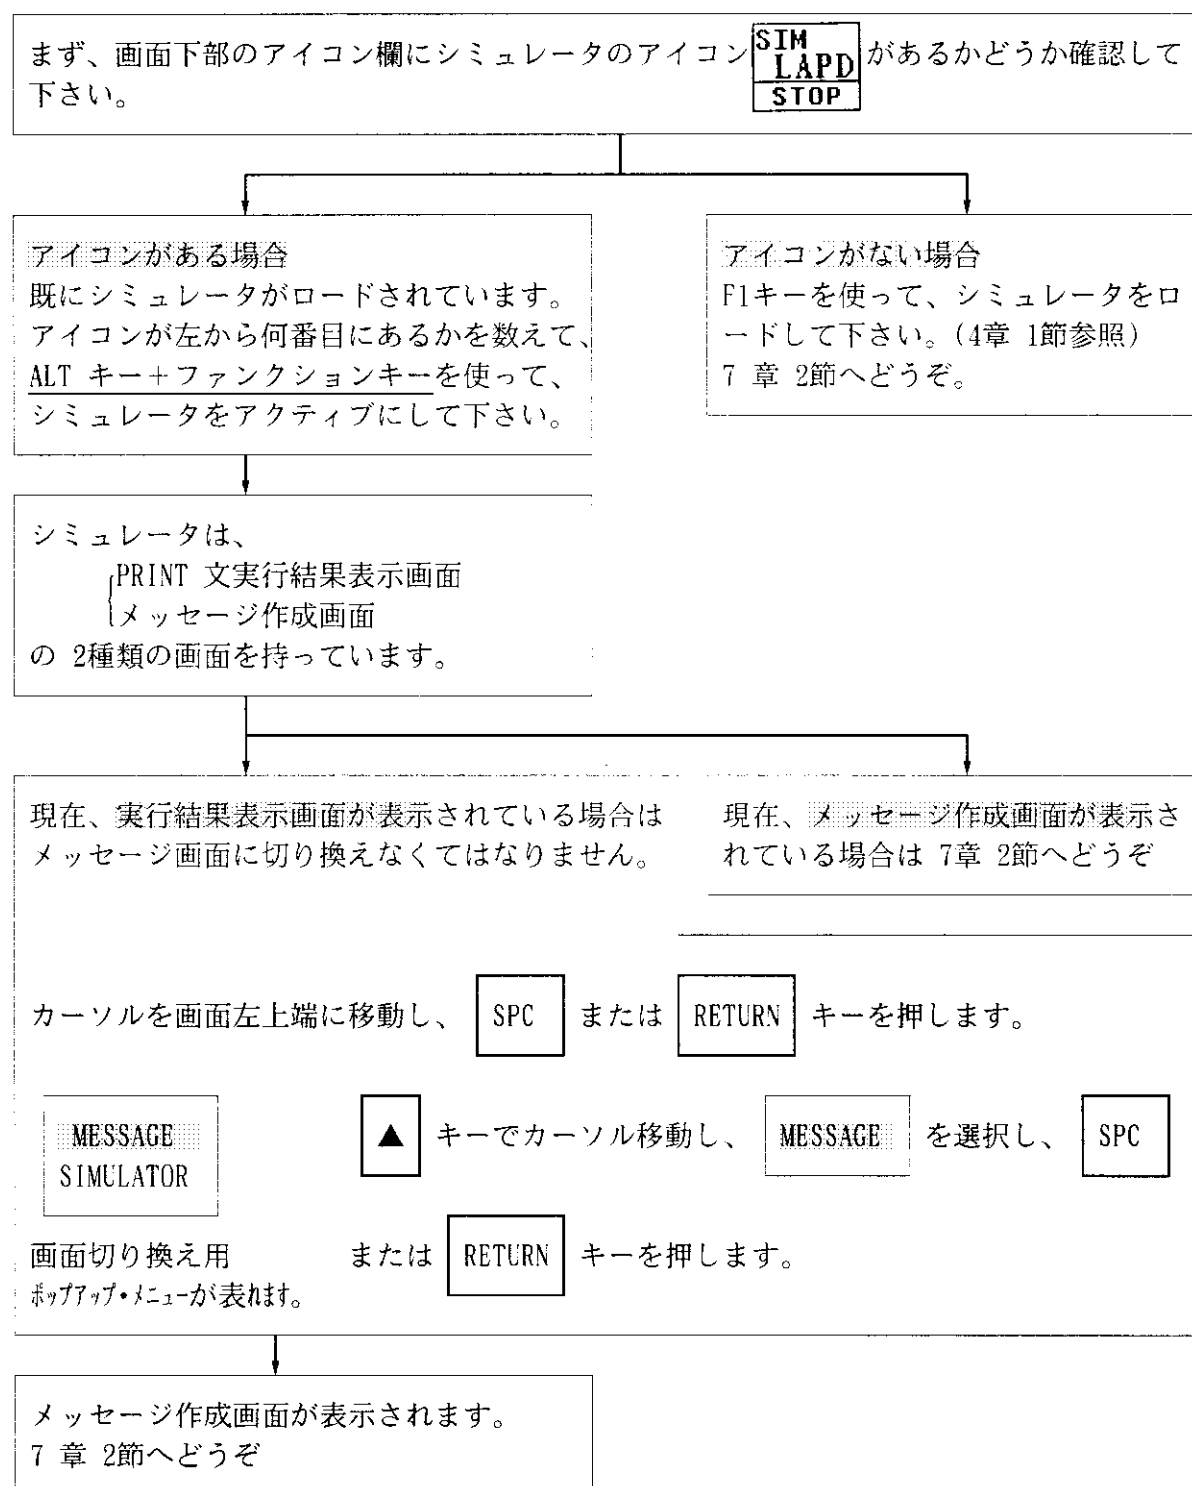 まず、画面下部のアイコン欄にシミュレータのアイコン SIM LAPD STOP があるかどうか確認して
下さい。
アイコンがある場合
既にシミュレータがロードされています。
アイコンが左から何番目にあるかを数えて、
ALT キー＋ファンクションキーを使って、
シミュレータをアクティブにして下さい。
アイコンがない場合
F1キーを使って、シミュレータをロ
ードして下さい。(4章 1節参照)
7 章 2節へどうぞ。
シミュレータは、
PRINT 文実行結果表示画面
メッセージ作成画面
の 2種類の画面を持っています。
現在、実行結果表示画面が表示されている場合は
メッセージ画面に切り換えなくてはなりません。
現在、メッセージ作成画面が表示さ
れている場合は 7章 2節へどうぞ
カーソルを画面左上端に移動し、 SPC または RETURN キーを押します。
MESSAGE
SIMULATOR
画面切り換え用
ポップアップ・メニューが表れます。
▲ キーでカーソル移動し、 MESSAGE を選択し、 SPC
または RETURN キーを押します。
メッセージ作成画面が表示されます。
7 章 2節へどうぞ